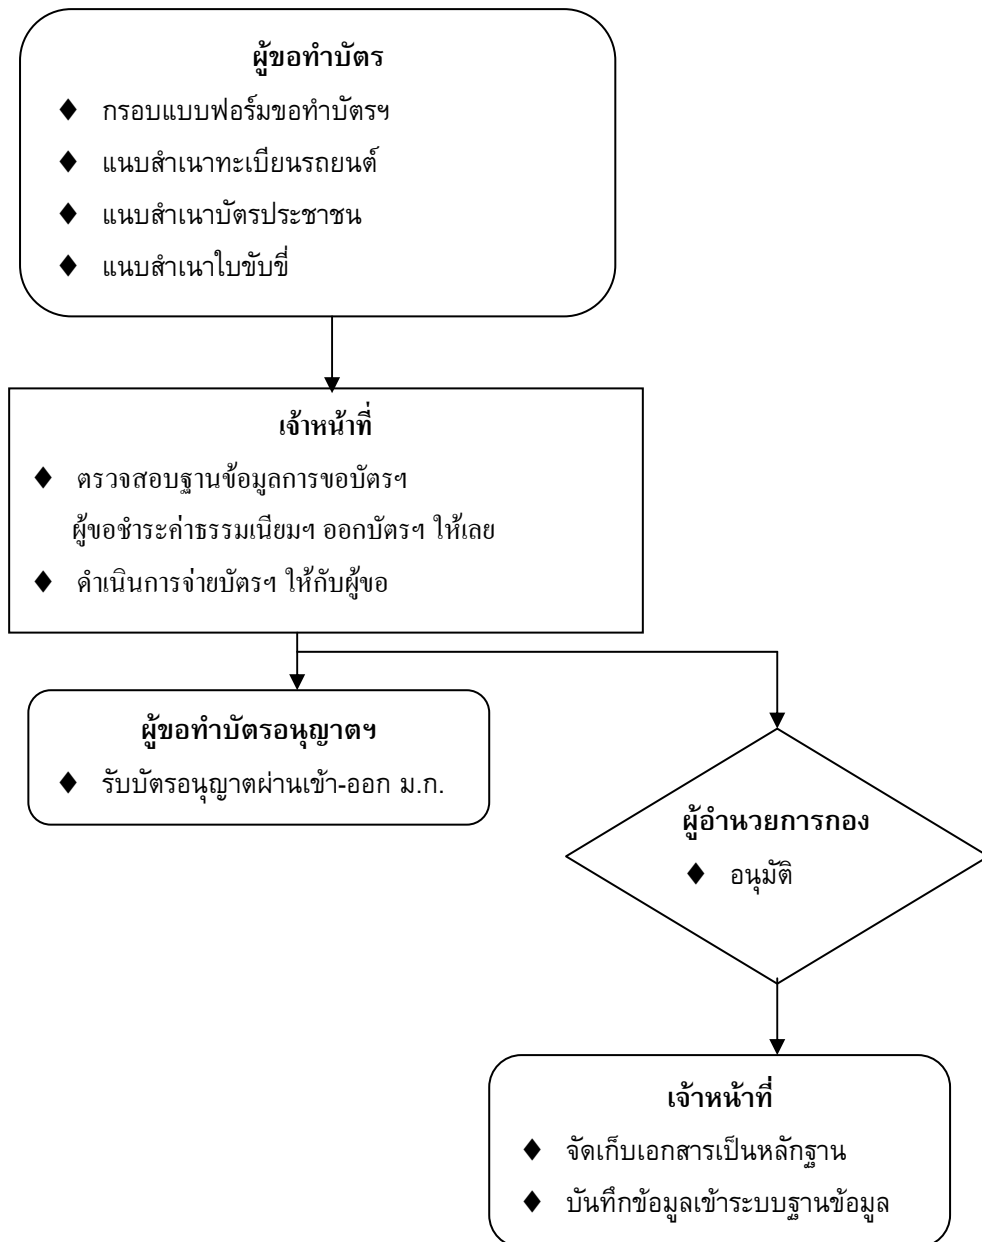 ผู้ขอทำบัตร
♦ กรอบแบบฟอร์มขอทำบัตรฯ
♦ แนบสำเนาทะเบียนรถยนต์
♦ แนบสำเนาบัตรประชาชน
♦ แนบสำเนาใบขับขี่
เจ้าหน้าที่
♦ ตรวจสอบฐานข้อมูลการขอบัตรฯ
ผู้ขอชำระค่าธรรมเนียมฯ ออกบัตรฯ ให้เลย
♦ ดำเนินการจ่ายบัตรฯ ให้กับผู้ขอ
ผู้ขอทำบัตรอนุญาตฯ
♦ รับบัตรอนุญาตผ่านเข้า-ออก ม.ก.
ผู้อำนวยการกอง
♦ อนุมัติ
เจ้าหน้าที่
♦ จัดเก็บเอกสารเป็นหลักฐาน
♦ บันทึกข้อมูลเข้าระบบฐานข้อมูล